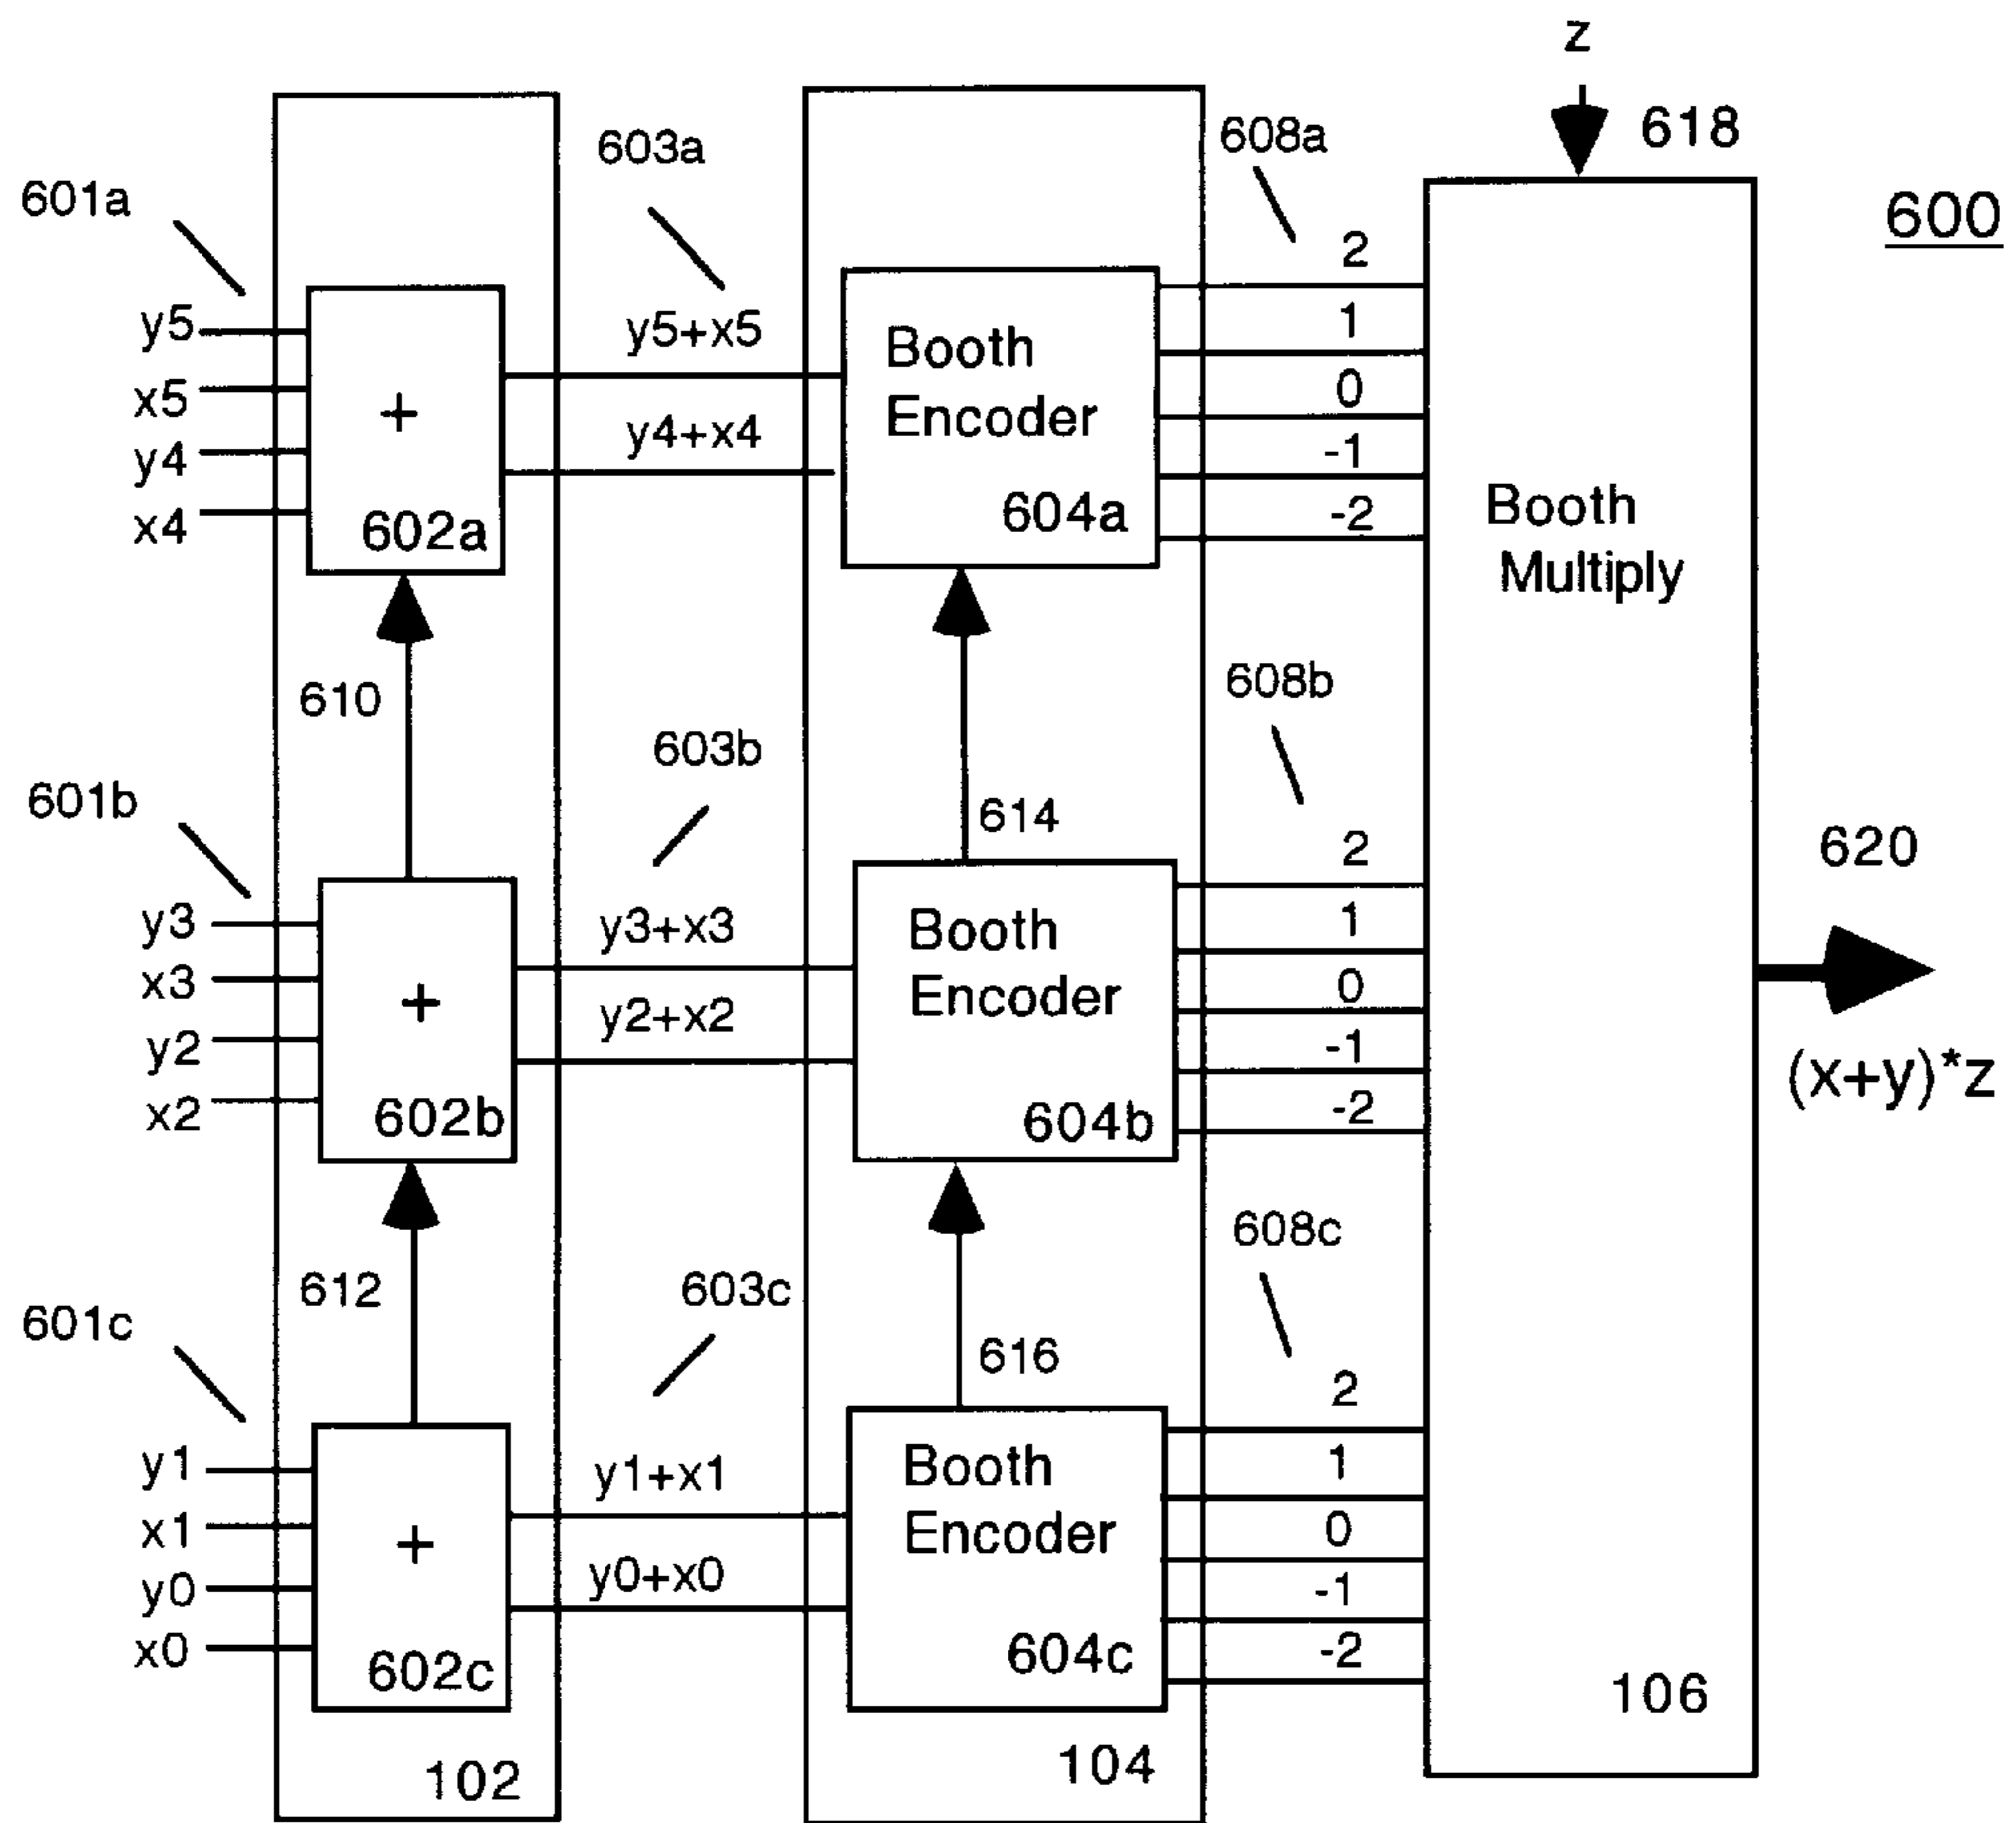 z
618
600
601a
603a
608a
y5
x5
y4
x4
+
602a
y5+x5
y4+x4
Booth
Encoder
604a
2
1
0
-1
-2
Booth
Multiply
610
614
601b
603b
608b
y3
x3
y2
x2
+
602b
y3+x3
y2+x2
Booth
Encoder
604b
2
1
0
-1
-2
620
(x+y)*z
612
616
601c
603c
608c
y1
x1
y0
x0
+
602c
y1+x1
y0+x0
Booth
Encoder
604c
2
1
0
-1
-2
102
104
106